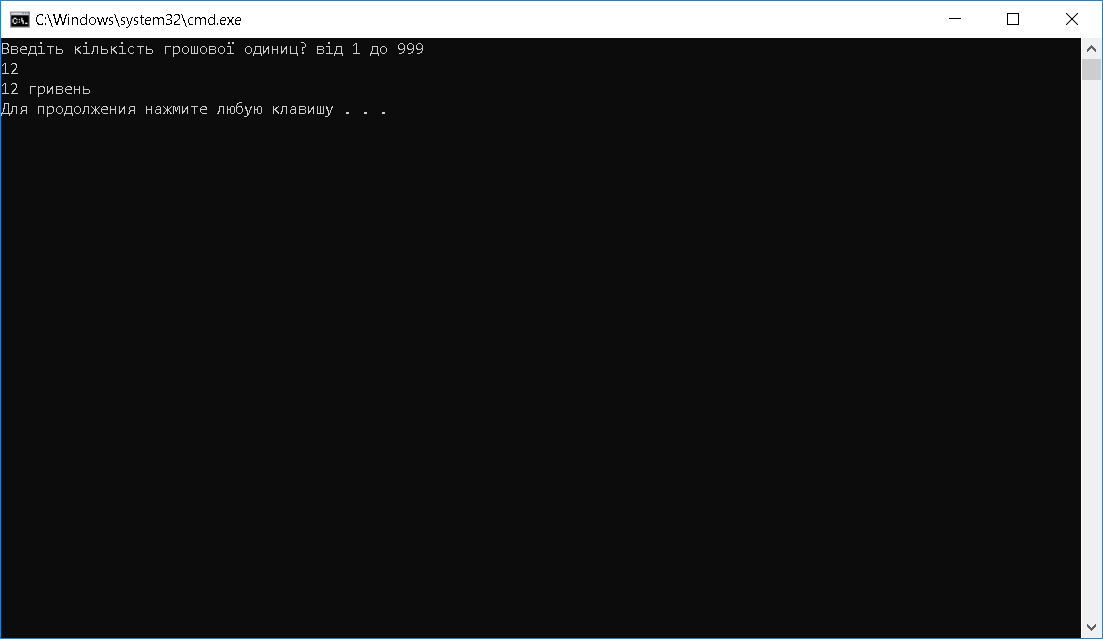 C:\Windows\system32\cmd.exe
Введіть кількість грошової одиниц? від 1 до 999
12
12 гривень
Для продолжения нажмите любую клавишу . . .